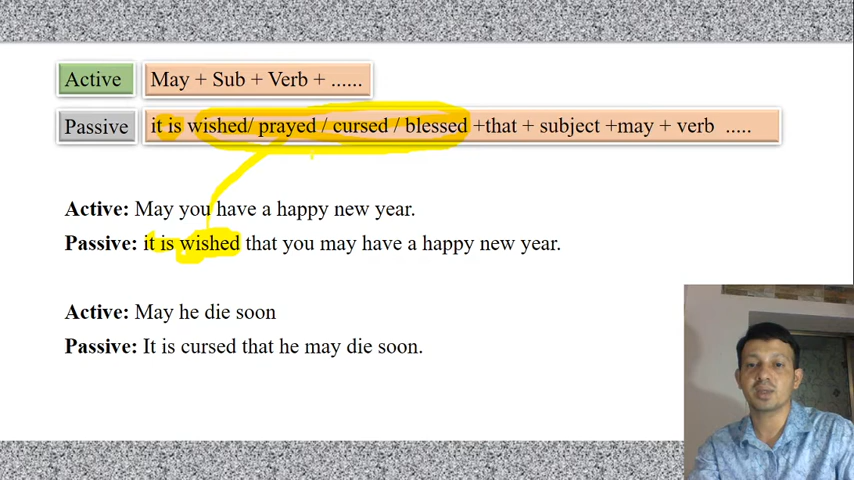 Active May + Sub + Verb + ......
Passive it is wished/ prayed / cursed / blessed +that + subject +may + verb .....
Active: May you have a happy new year.
Passive: it is wished that you may have a happy new year.
Active: May he die soon
Passive: It is cursed that he may die soon.